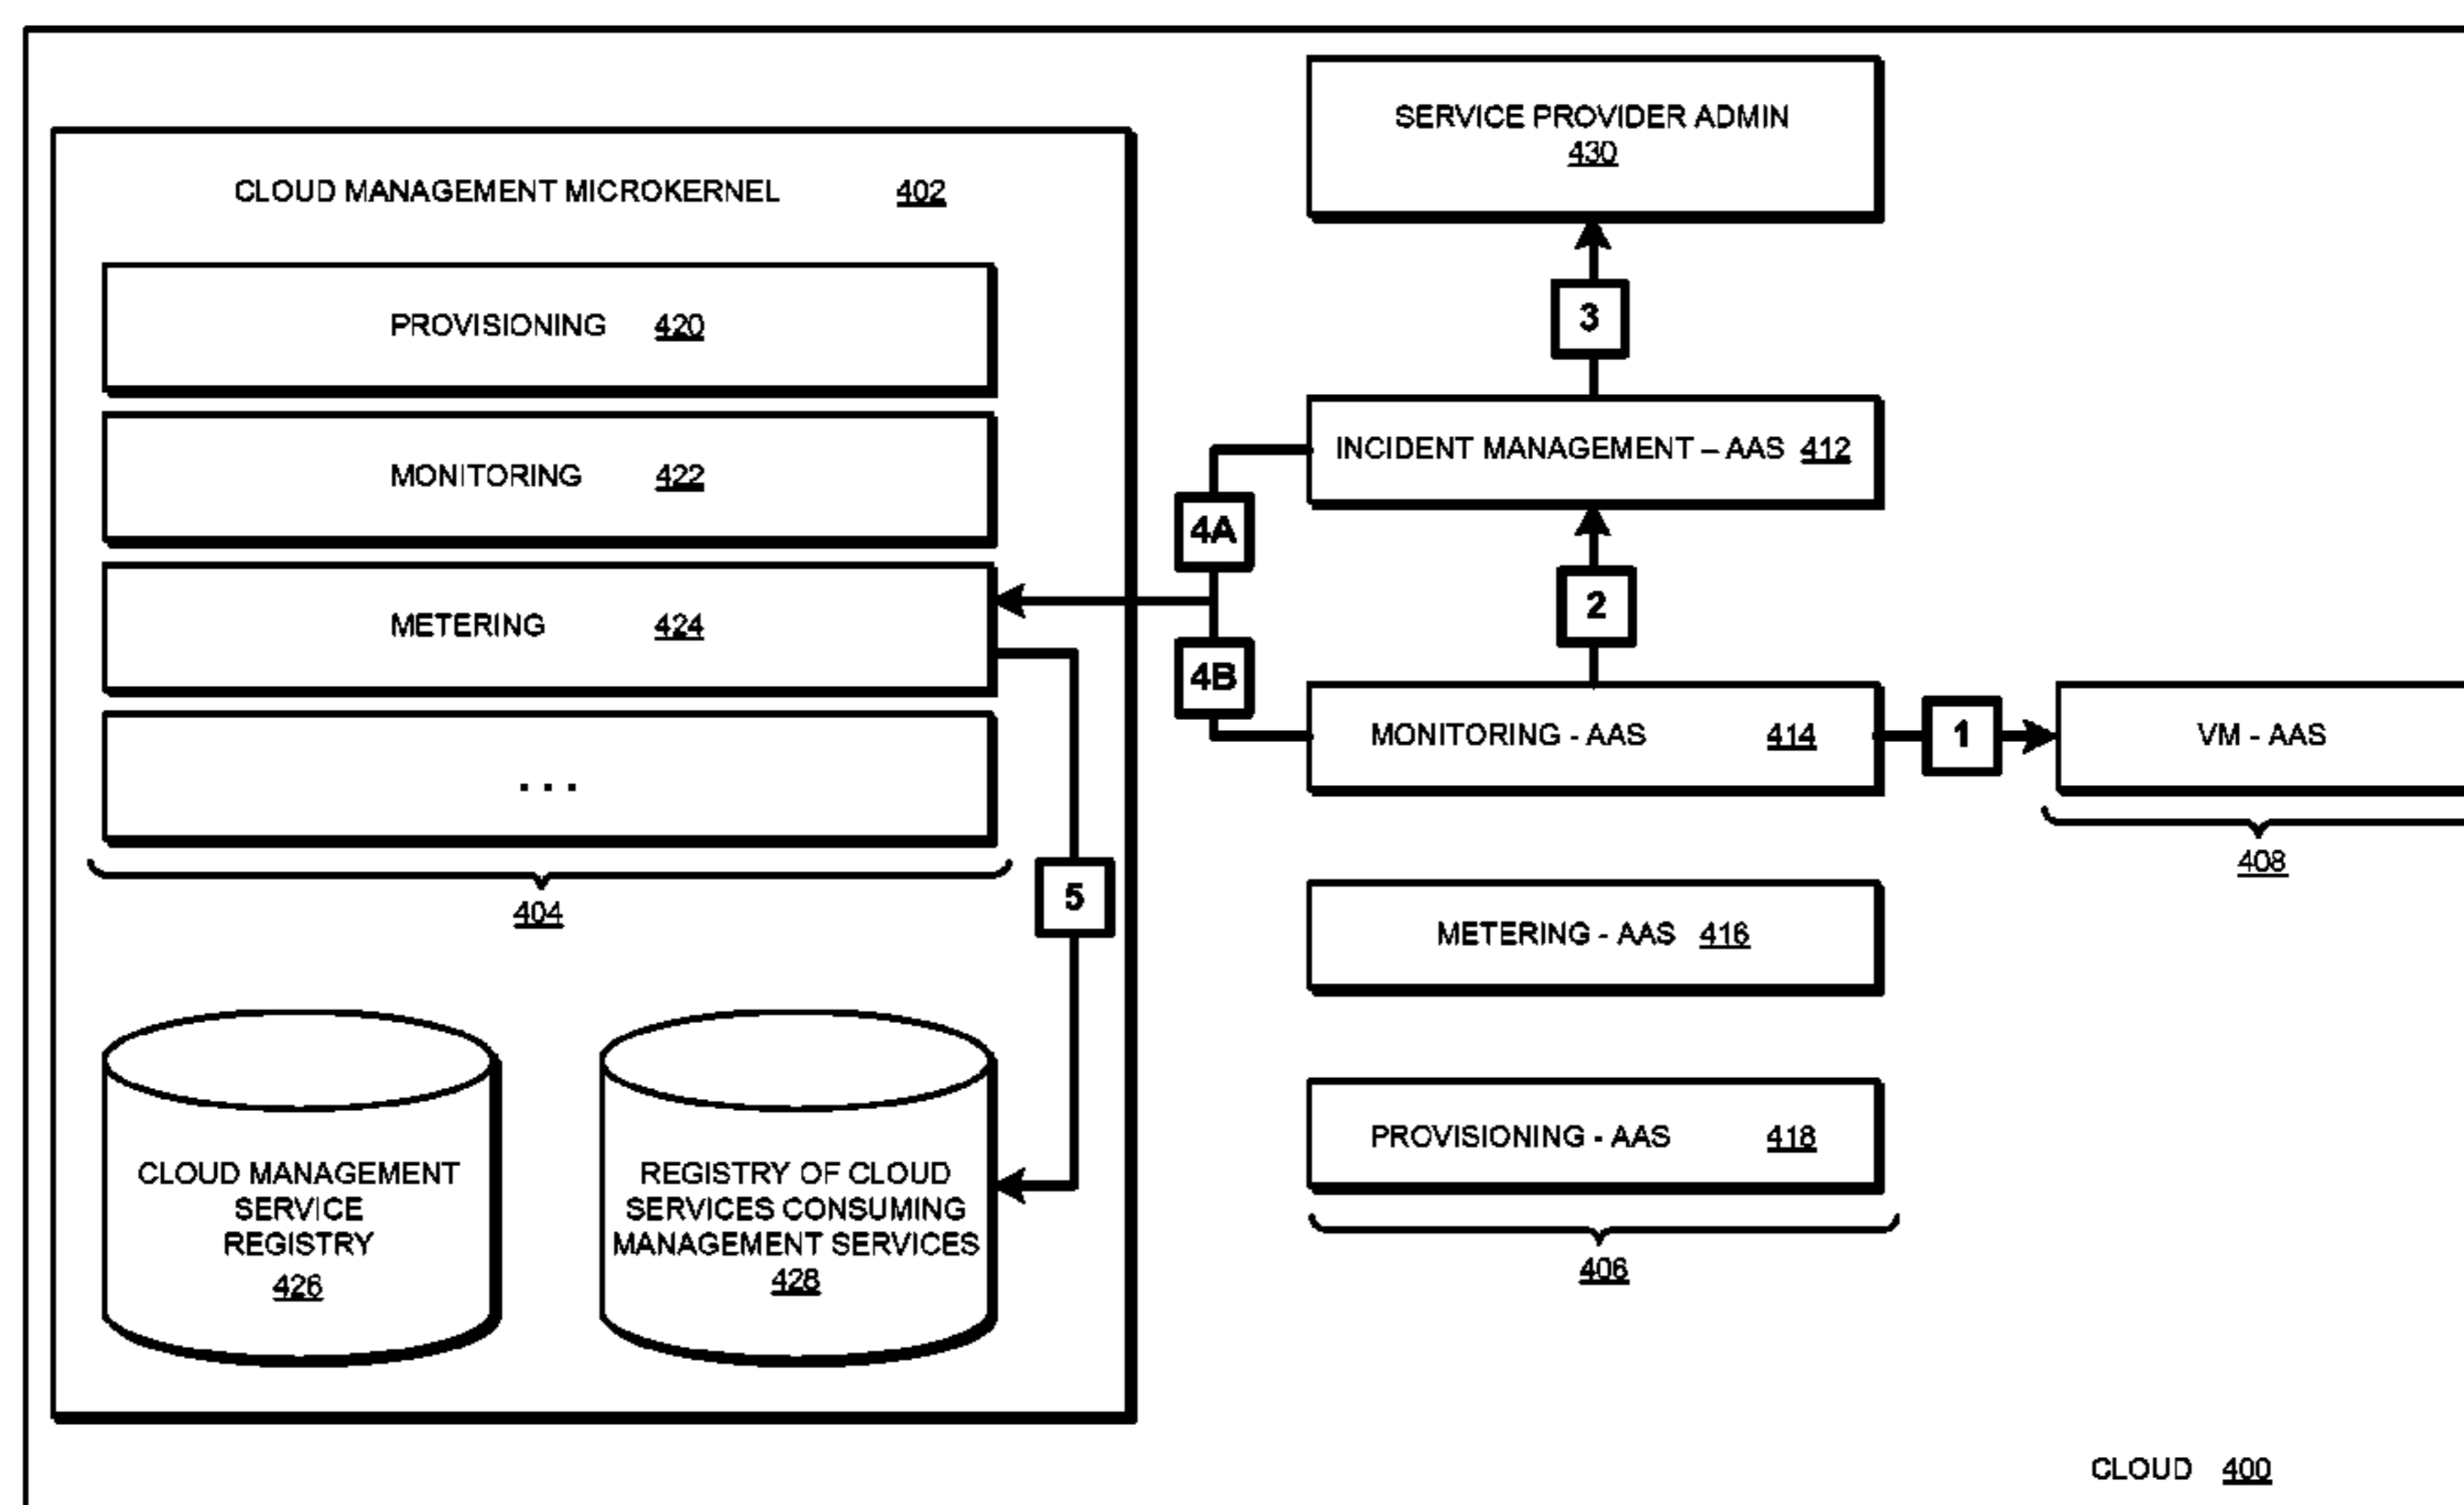 SERVICE PROVIDER ADMIN
430
CLOUD MANAGEMENT MICROKERNEL 402
PROVISIONING 420
3
MONITORING 422
INCIDENT MANAGEMENT – AAS 412
4A
METERING 424
2
4B
MONITORING - AAS 414
1
VM - AAS
. . .
408
404
5
METERING - AAS 416
PROVISIONING - AAS 418
406
CLOUD MANAGEMENT
SERVICE
REGISTRY
426
REGISTRY OF CLOUD
SERVICES CONSUMING
MANAGEMENT SERVICES
428
CLOUD 400